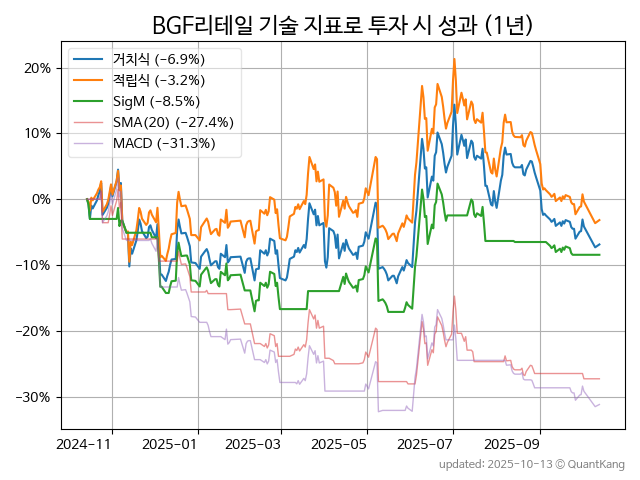 BGF리테일 기술 지표로 투자 시 성과 (1년)
거치식 (−6.9%)
적립식 (−3.2%)
SigM (−8.5%)
SMA(20) (−27.4%)
MACD (−31.3%)
20%
10%
0%
−10%
−20%
−30%
2024-11 2025-01 2025-03 2025-05 2025-07 2025-09
updated: 2025-10-13 © QuantKang